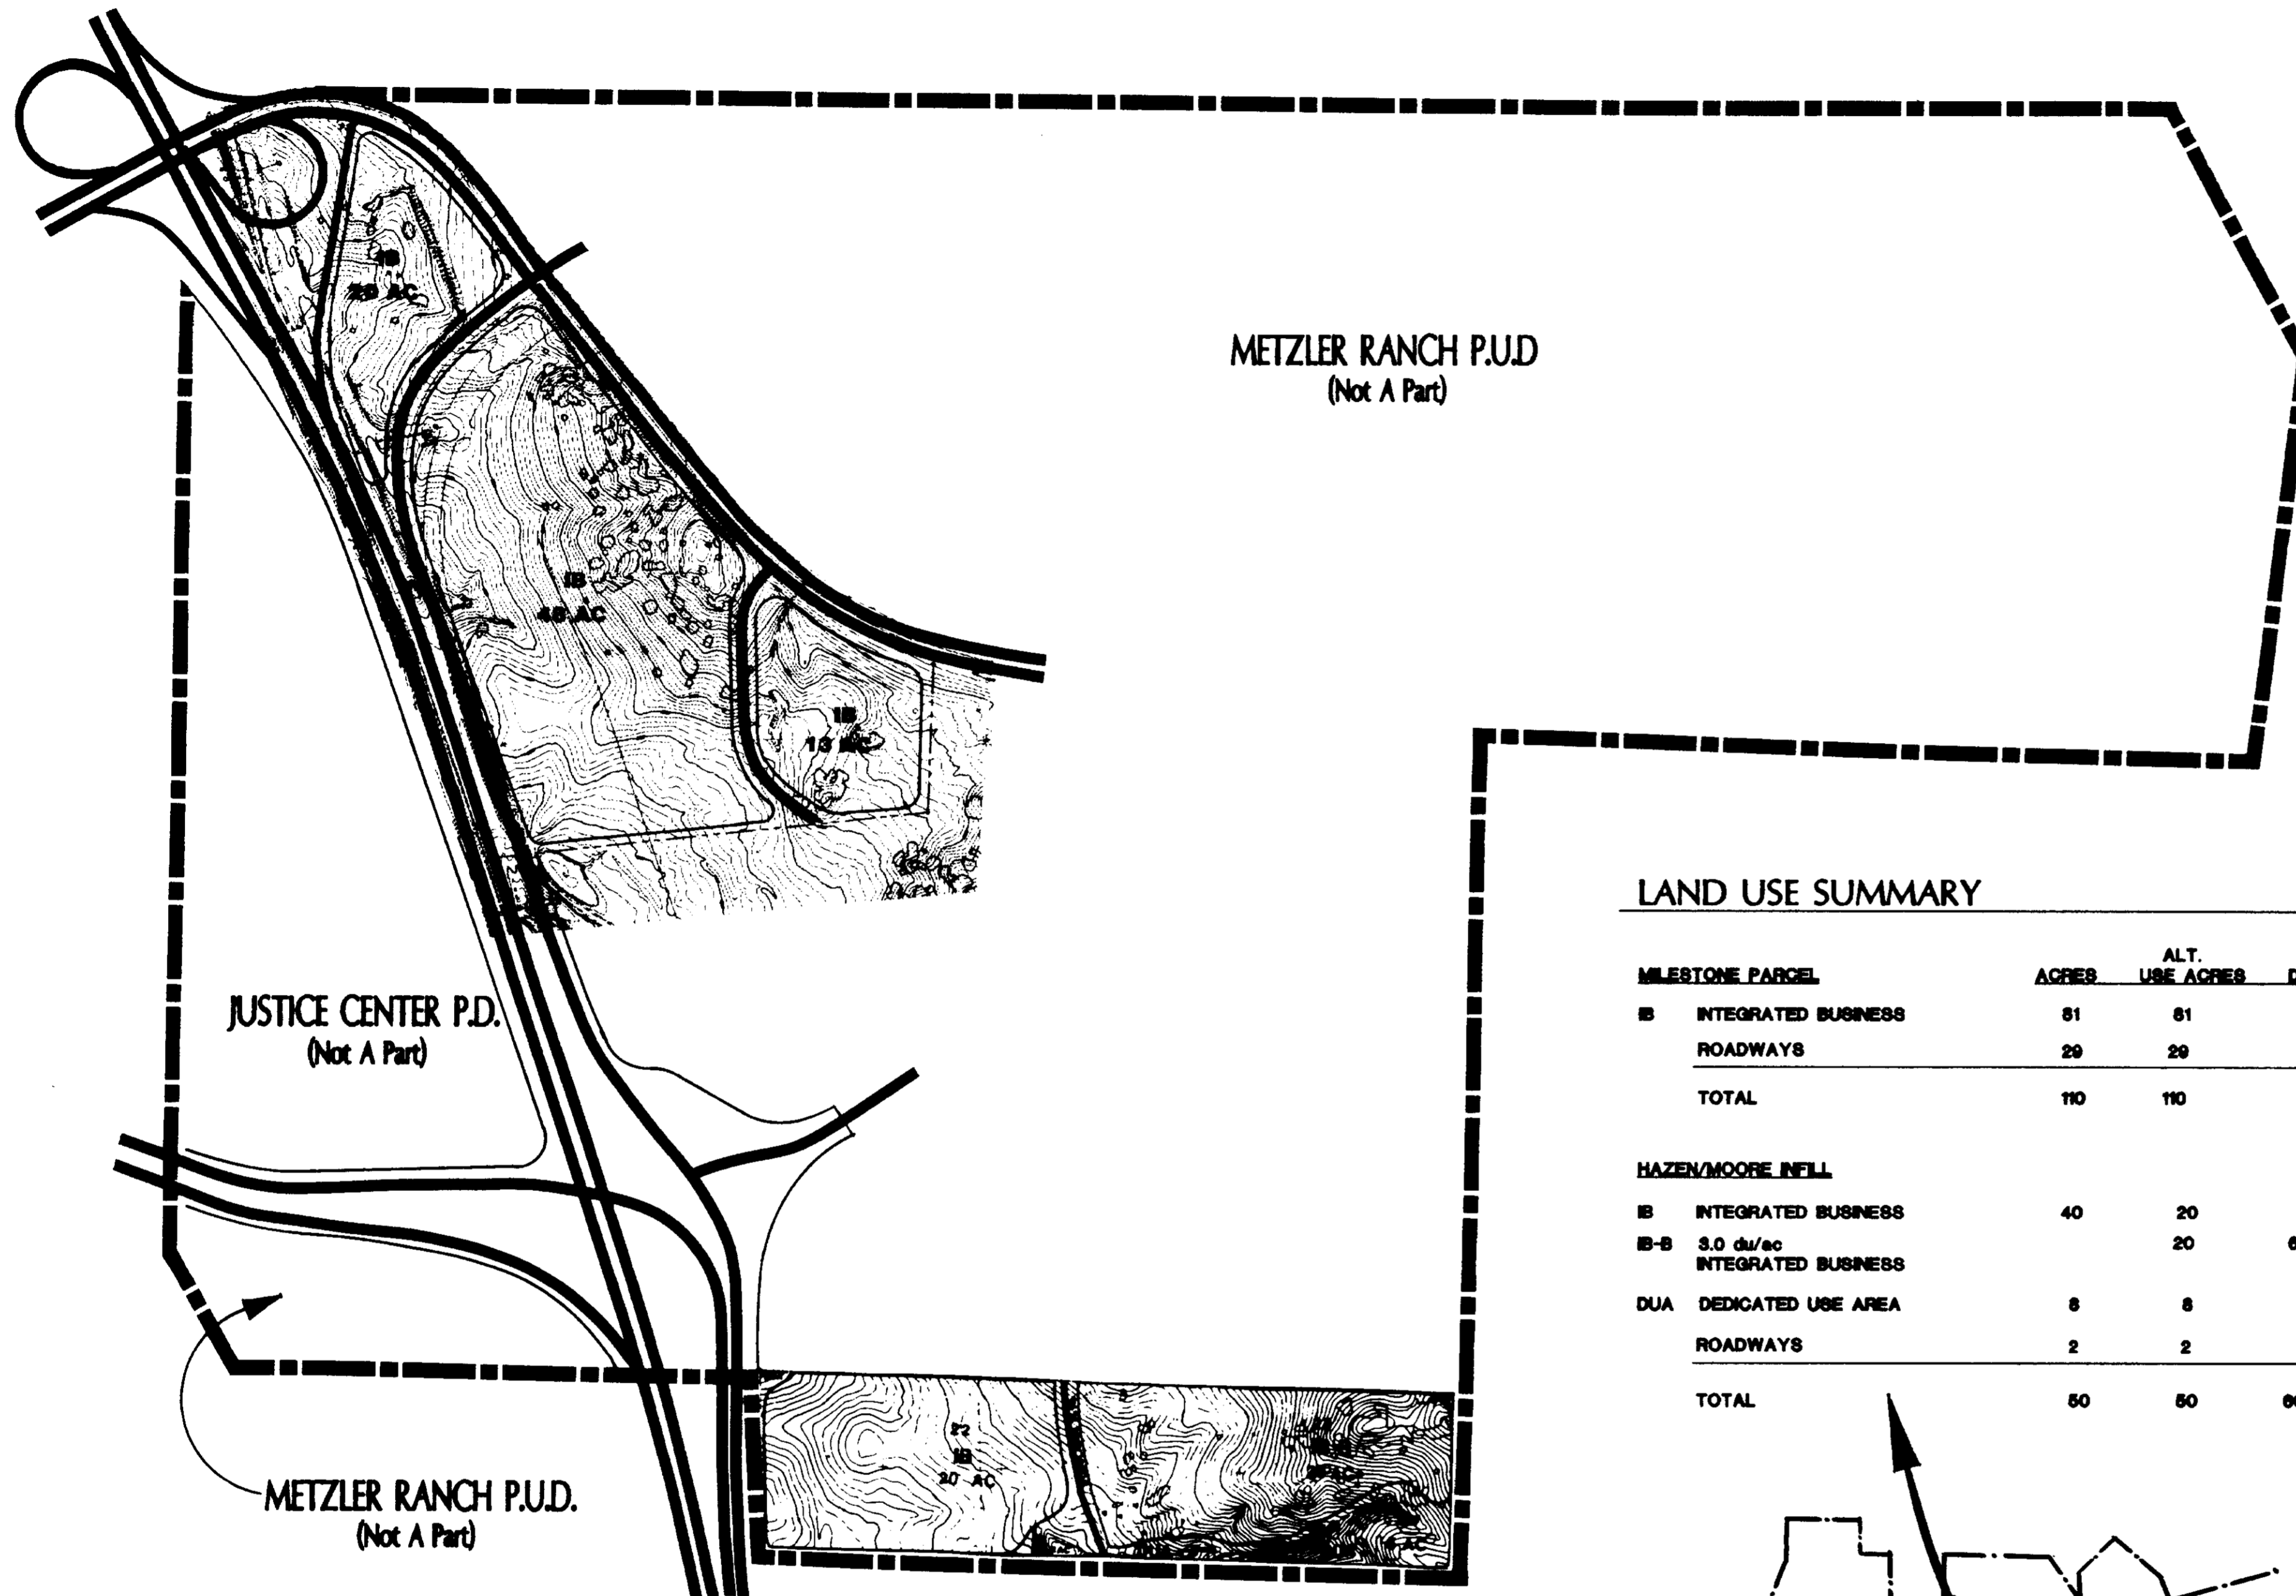 METZLER RANCH P.U.D
(Not A Part)
IB
IB
IB
13 AC
JUSTICE CENTER P.D.
(Not A Part)
METZLER RANCH P.U.D.
(Not A Part)
22
IB
20 AC
AC
LAND USE SUMMARY
MILESTONE PARCEL ACRES ALT. USE ACRES
IB INTEGRATED BUSINESS 81 81
ROADWAYS 29 29
TOTAL 110 110
HAZEN/MOORE INFILL
IB INTEGRATED BUSINESS 40 20
IB-B 3.0 du/ac 20
INTEGRATED BUSINESS
DUA DEDICATED USE AREA 8 8
ROADWAYS 2 2
TOTAL 50 50